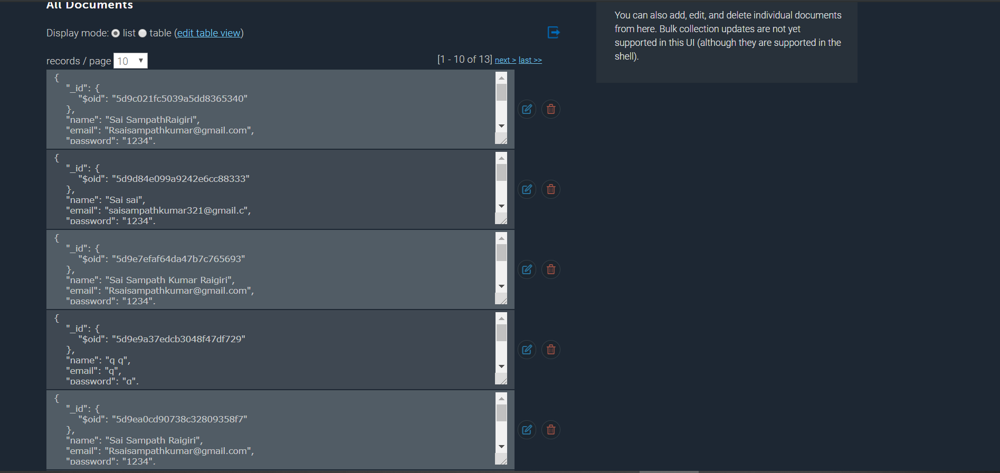 All Documents
Display mode: list table (edit table view)
records / page 10
[1 - 10 of 13] next > last >>
{
"_id": {
"$oid": "5d9c021fc5039a5dd8365340"
},
"name": "Sai SampathRaigiri",
"email": "Rsaisampathkumar@gmail.com",
"password": "1234",
{
"_id": {
"$oid": "5d9d84e099a9242e6cc88333"
},
"name": "Sai sai",
"email": "saisampathkumar321@gmail.c",
"password": "1234",
{
"_id": {
"$oid": "5d9e7efaf64da47b7c765693"
},
"name": "Sai Sampath Kumar Raigiri",
"email": "Rsaisampathkumar@gmail.com",
"password": "1234",
{
"_id": {
"$oid": "5d9e9a37edcb3048f47df729"
},
"name": "q q",
"email": "q",
"password": "q",
{
"_id": {
"$oid": "5d9ea0cd90738c32809358f7"
},
"name": "Sai Sampath Raigiri",
"email": "Rsaisampathkumar@gmail.com",
"password": "1234",
You can also add, edit, and delete individual documents
from here. Bulk collection updates are not yet
supported in this UI (although they are supported in the
shell).